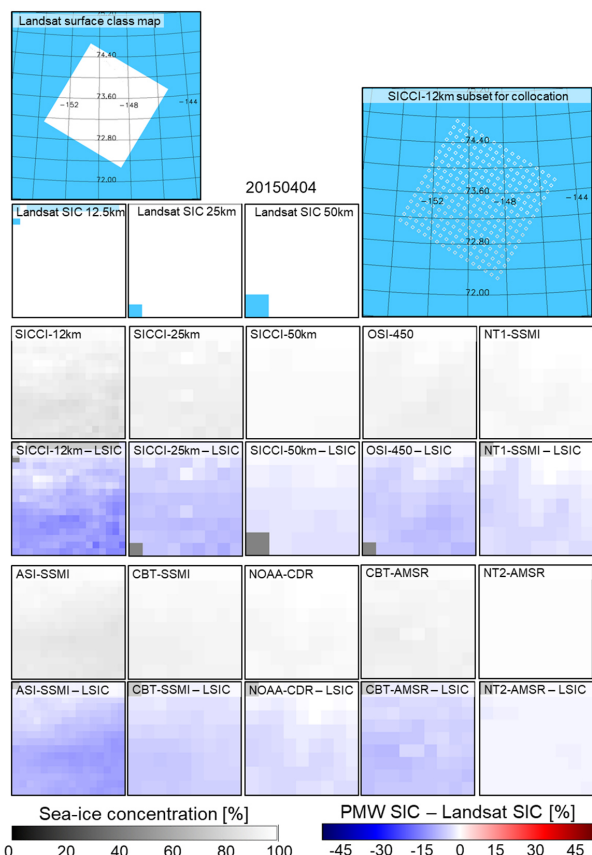 Landsat surface class map
75.20
74.40
−152
73.60
−148
−144
72.80
72.00
SICCI-12km subset for collocation
74.40
−152
73.60
−148
−144
72.80
72.00
20150404
Landsat SIC 12.5km
Landsat SIC 25km
Landsat SIC 50km
SICCI-12km
SICCI-25km
SICCI-50km
OSI-450
NT1-SSMI
SICCI-12km – LSIC
SICCI-25km – LSIC
SICCI-50km – LSIC
OSI-450 – LSIC
NT1-SSMI – LSIC
ASI-SSMI
CBT-SSMI
NOAA-CDR
CBT-AMSR
NT2-AMSR
ASI-SSMI – LSIC
CBT-SSMI – LSIC
NOAA-CDR – LSIC
CBT-AMSR – LSIC
NT2-AMSR – LSIC
Sea-ice concentration [%]
0 20 40 60 80 100
PMW SIC – Landsat SIC [%]
-45 -30 -15 0 15 30 45